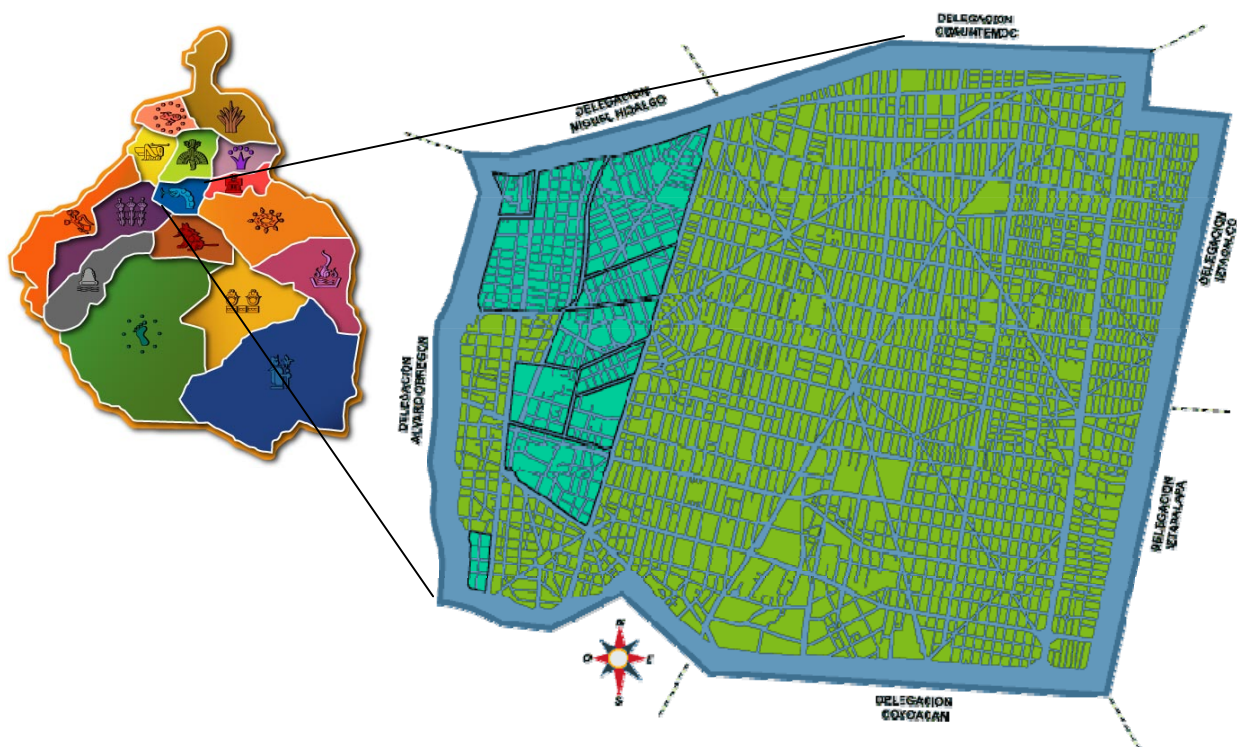 DELEGACION
CUAUHTEMOC
DELEGACION
MIGUEL HIDALGO
DELEGACION
IZTACALCO
DELEGACION
ALVARO OBREGON
DELEGACION
IZTAPALAPA
N
O E
S
DELEGACION
COYOACAN